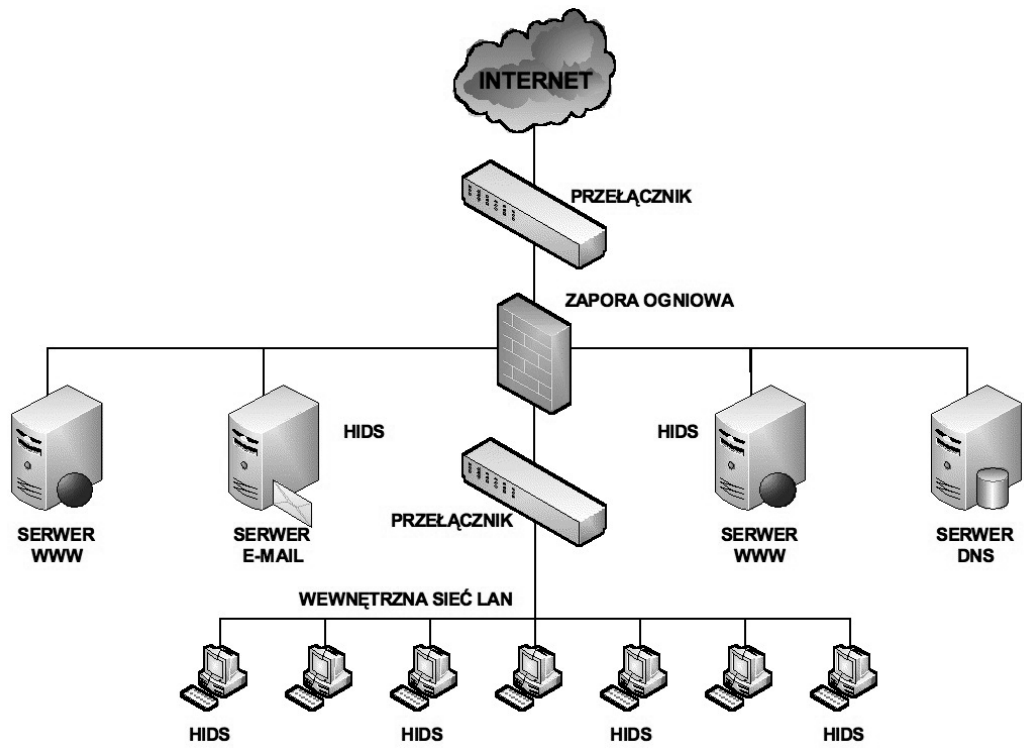 INTERNET
PRZEŁĄCZNIK
ZAPORA OGNIOWA
HIDS
HIDS
SERWER
WWW
SERWER
E-MAIL
PRZEŁĄCZNIK
SERWER
WWW
SERWER
DNS
WEWNĘTRZNA SIEĆ LAN
HIDS
HIDS
HIDS
HIDS